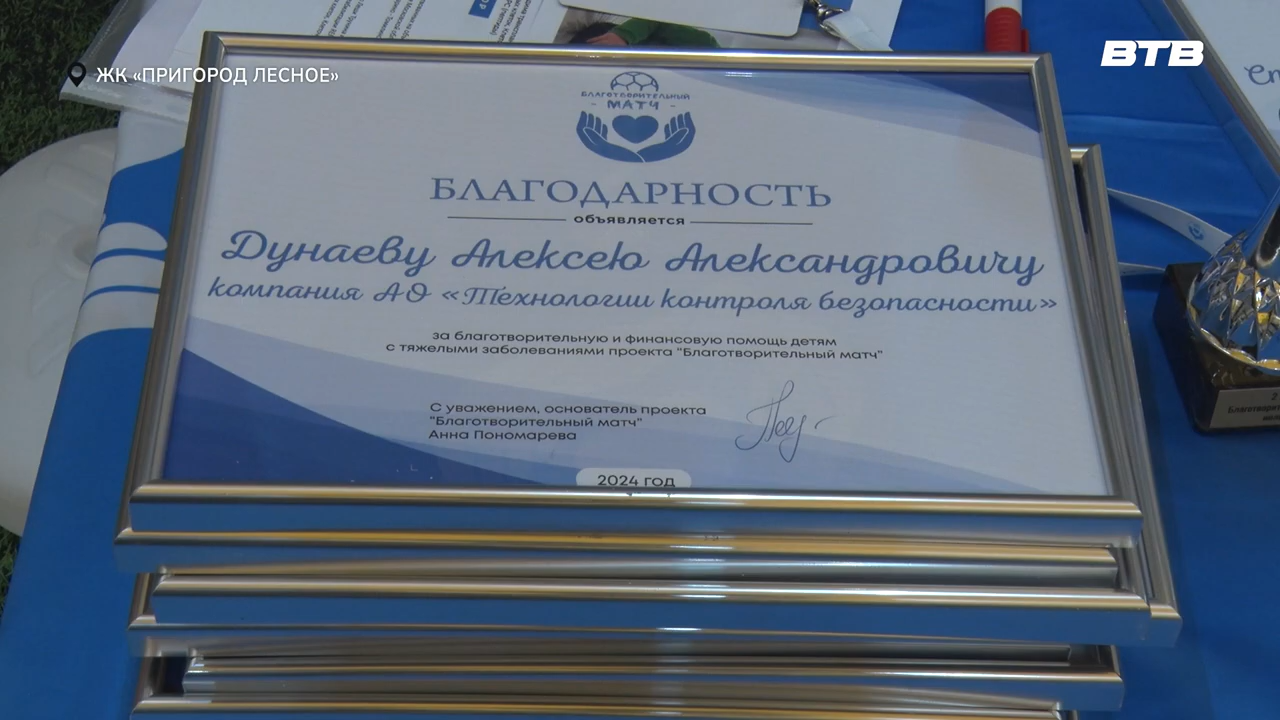 ЖК «ПРИГОРОД ЛЕСНОЕ»
ВТВ
БЛАГОТВОРИТЕЛЬНЫЙ
- МАТЧ -
БЛАГОДАРНОСТЬ
объявляется
Дунаеву Алексею Александровичу
компания АО «Технологии контроля безопасности»
за благотворительную и финансовую помощь детям
с тяжелыми заболеваниями проекта "Благотворительный матч"
С уважением, основатель проекта
"Благотворительный матч"
Анна Пономарева
2024 год